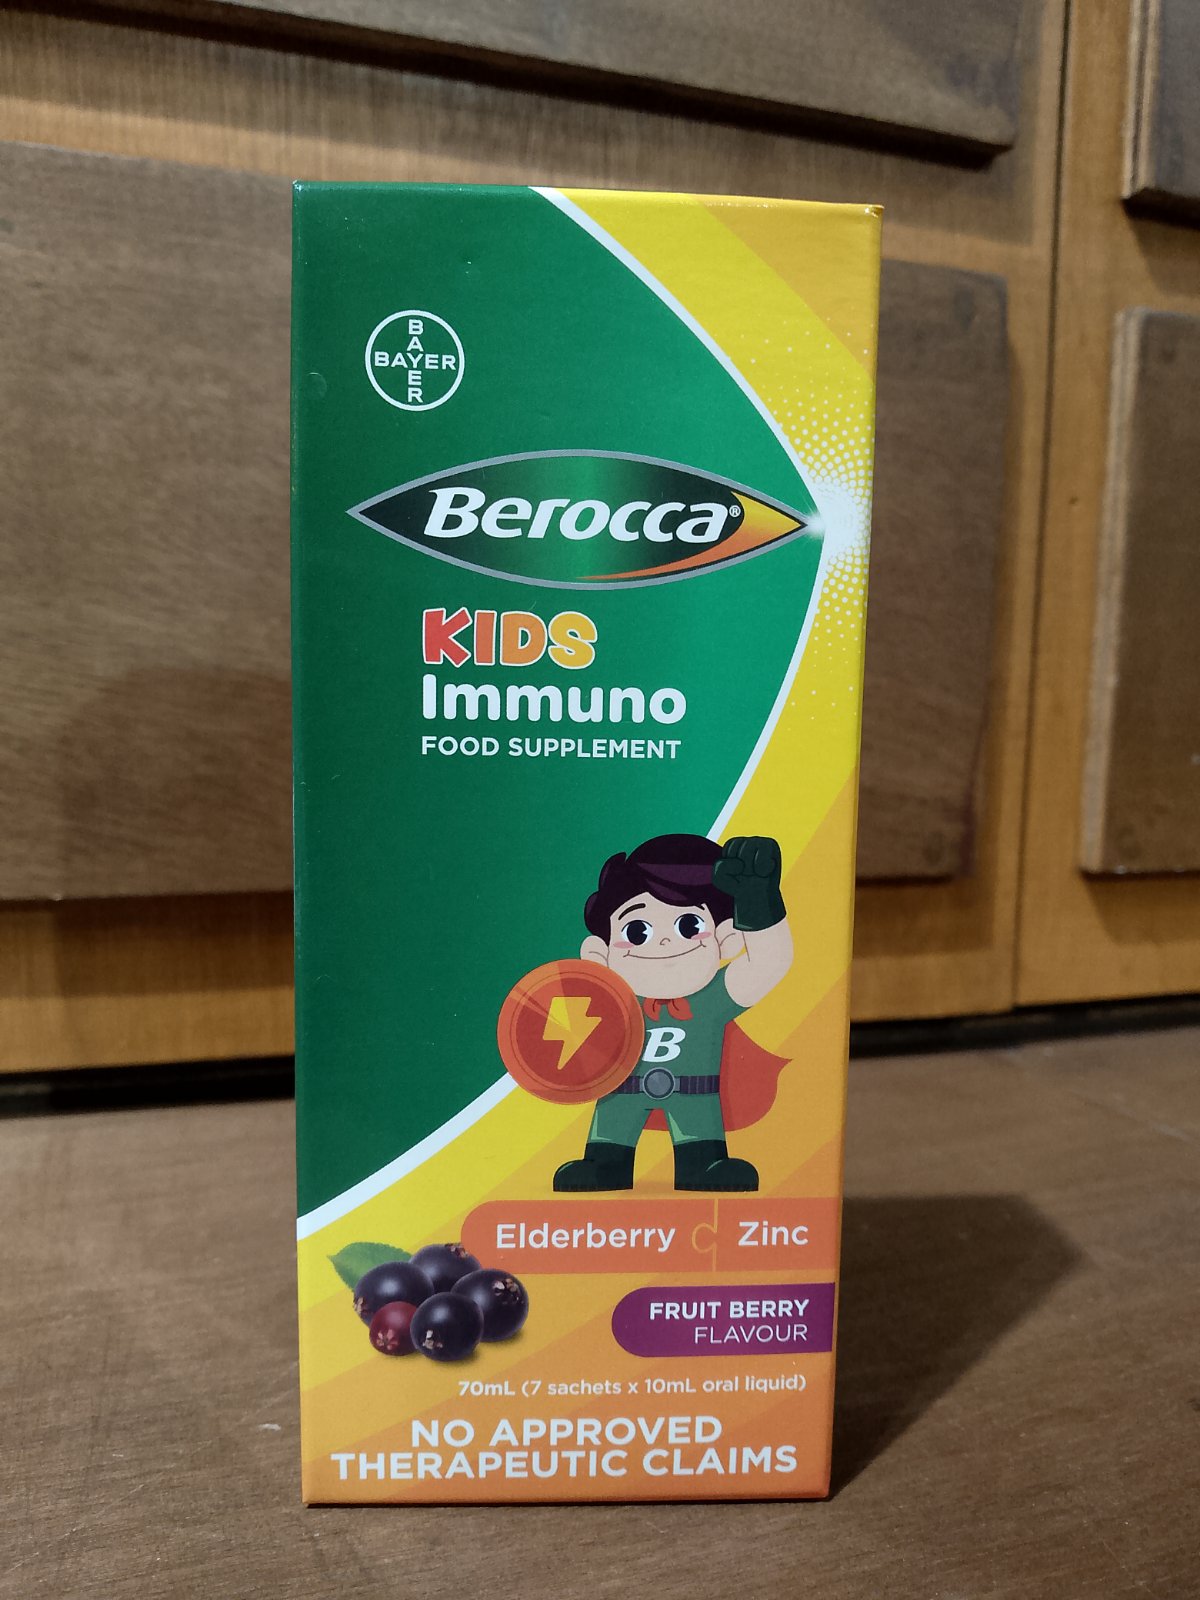 BAYER
BAYER
Berocca®
KIDS
Immuno
FOOD SUPPLEMENT
B
Elderberry Zinc
FRUIT BERRY
FLAVOUR
70mL (7 sachets x 10mL oral liquid)
NO APPROVED
THERAPEUTIC CLAIMS